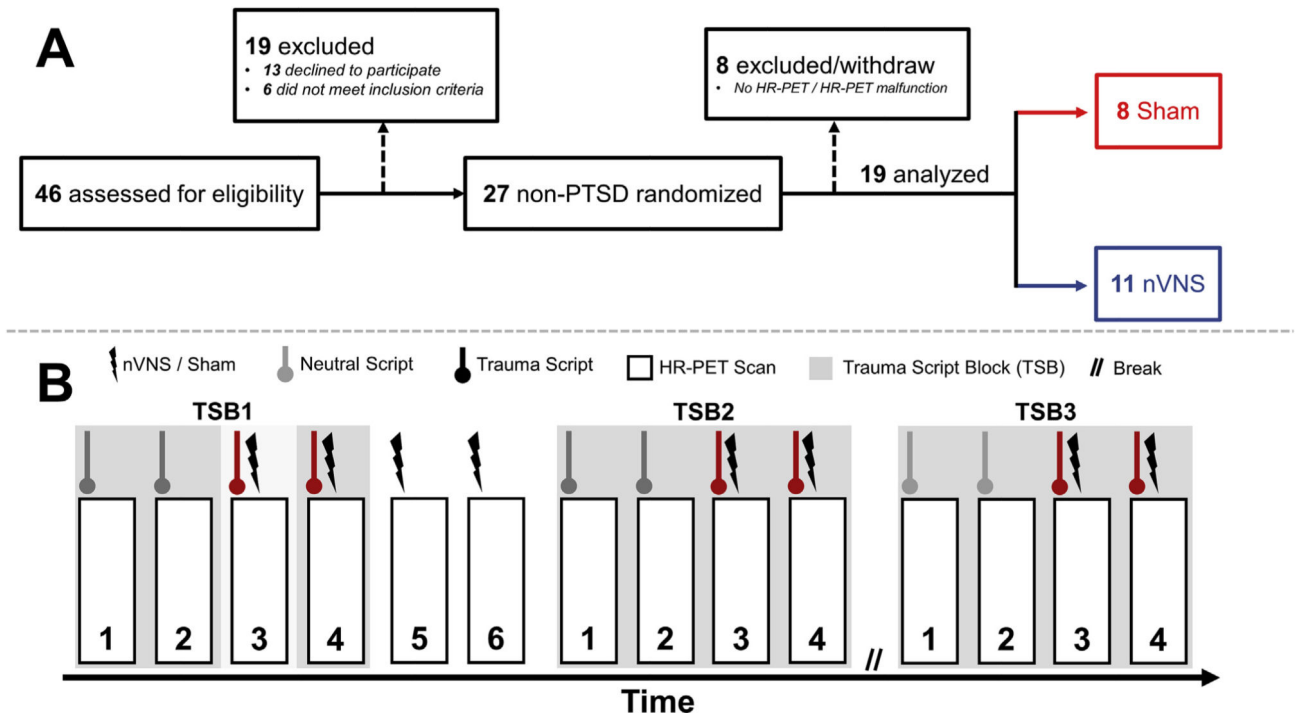 A
19 excluded
• 13 declined to participate
• 6 did not meet inclusion criteria
8 excluded/withdraw
• No HR-PET / HR-PET malfunction
46 assessed for eligibility
27 non-PTSD randomized
19 analyzed
8 Sham
11 nVNS
B
nVNS / Sham
Neutral Script
Trauma Script
HR-PET Scan
Trauma Script Block (TSB)
// Break
TSB1
TSB2
TSB3
1 2 3 4 5 6 1 2 3 4 // 1 2 3 4
Time